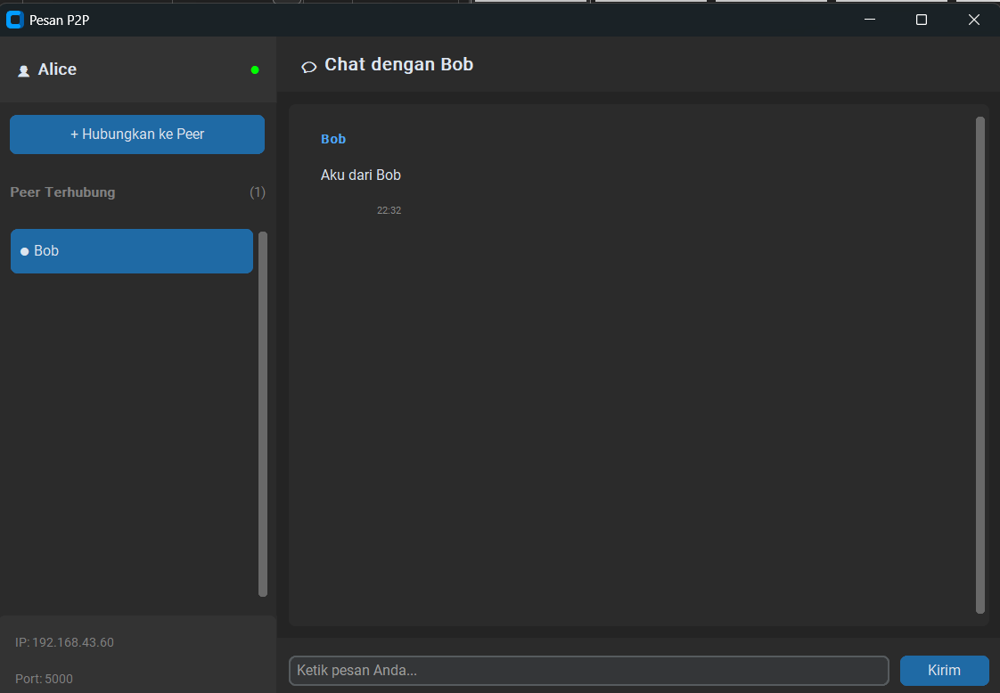 Pesan P2P
Alice
+ Hubungkan ke Peer
Peer Terhubung (1)
Bob
IP: 192.168.43.60
Port: 5000
Chat dengan Bob
Bob
Aku dari Bob
22:32
Ketik pesan Anda...
Kirim